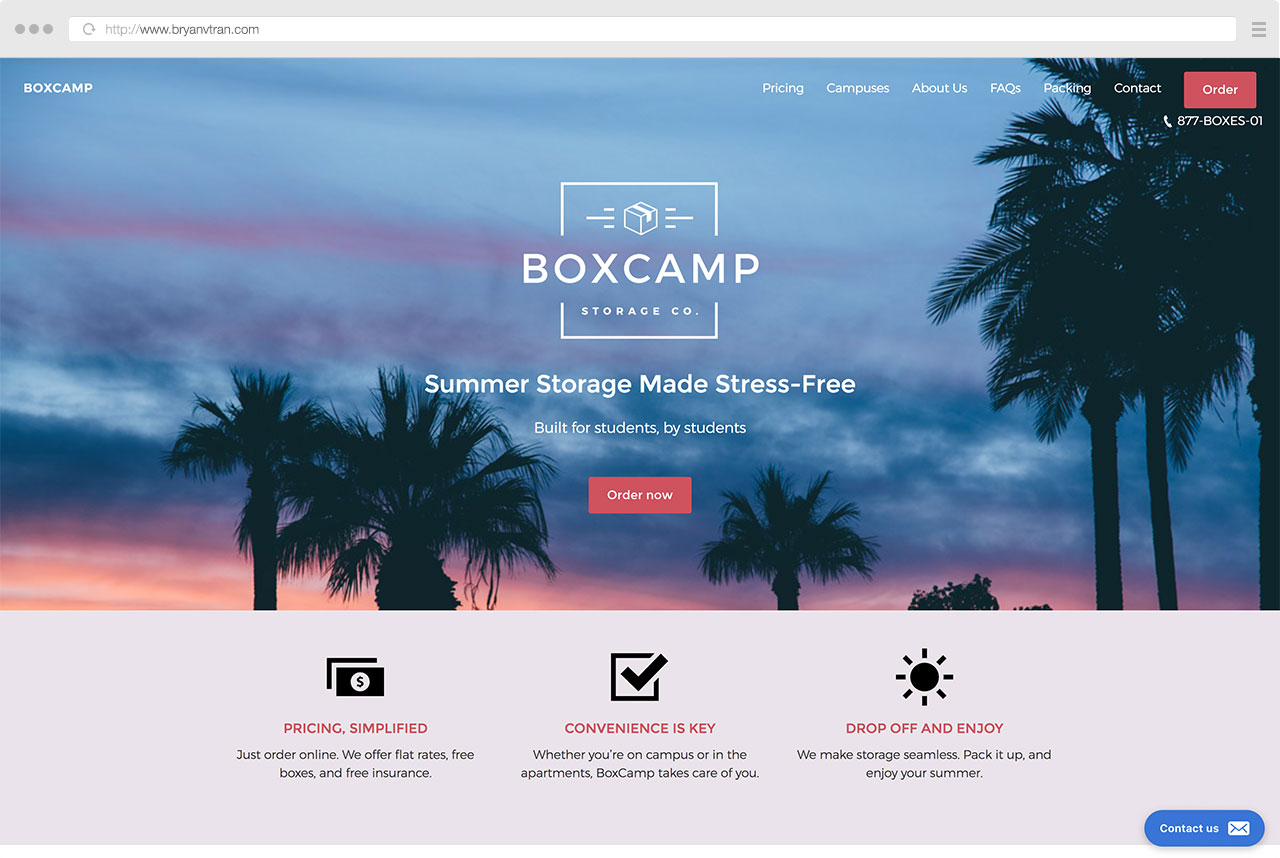 http://www.bryanvtran.com
BOXCAMP
Pricing Campuses About Us FAQs Packing Contact Order
877-BOXES-01
BOXCAMP
STORAGE CO.
Summer Storage Made Stress-Free
Built for students, by students
Order now
$
PRICING, SIMPLIFIED
Just order online. We offer flat rates, free
boxes, and free insurance.
CONVENIENCE IS KEY
Whether you're on campus or in the
apartments, BoxCamp takes care of you.
DROP OFF AND ENJOY
We make storage seamless. Pack it up, and
enjoy your summer.
Contact us